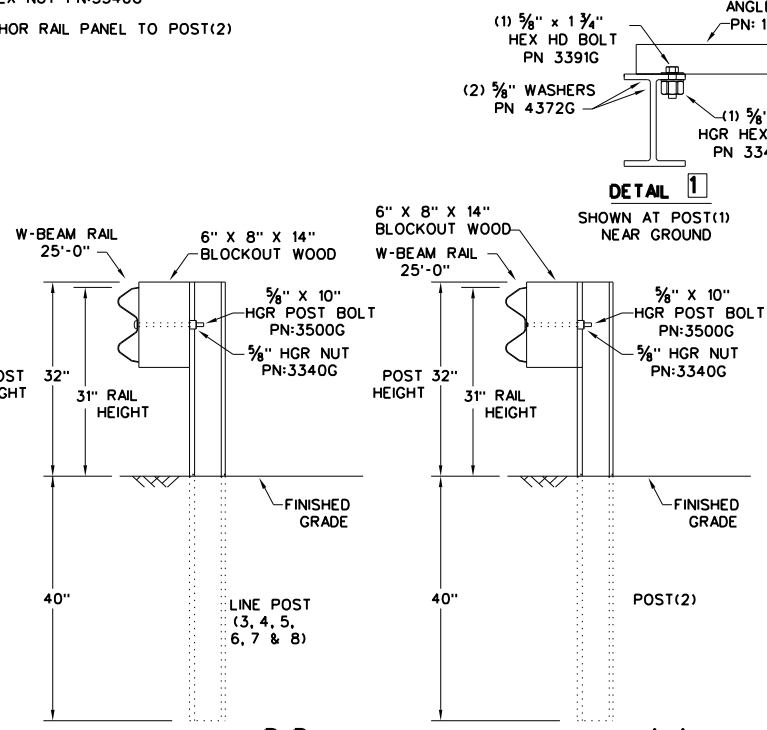 HOR RAIL PANEL TO POST(2)
(1) 5/8" x 1 3/4"
HEX HD BOLT
PN 3391G
(2) 5/8" WASHERS
PN 4372G
(1) 5/8"
HGR HEX
DETAIL 1
SHOWN AT POST(1)
NEAR GROUND
W-BEAM RAIL
25'-0"
6" X 8" X 14"
BLOCKOUT WOOD
5/8" X 10"
HGR POST BOLT
PN:3500G
5/8" HGR NUT
PN:3340G
32"
31" RAIL
HEIGHT
FINISHED
GRADE
40"
LINE POST
(3, 4, 5,
6, 7 & 8)
6" X 8" X 14"
BLOCKOUT WOOD
W-BEAM RAIL
25'-0"
5/8" X 10"
HGR POST BOLT
PN:3500G
5/8" HGR NUT
PN:3340G
POST 32"
HEIGHT
31" RAIL
HEIGHT
FINISHED
GRADE
40"
POST(2)